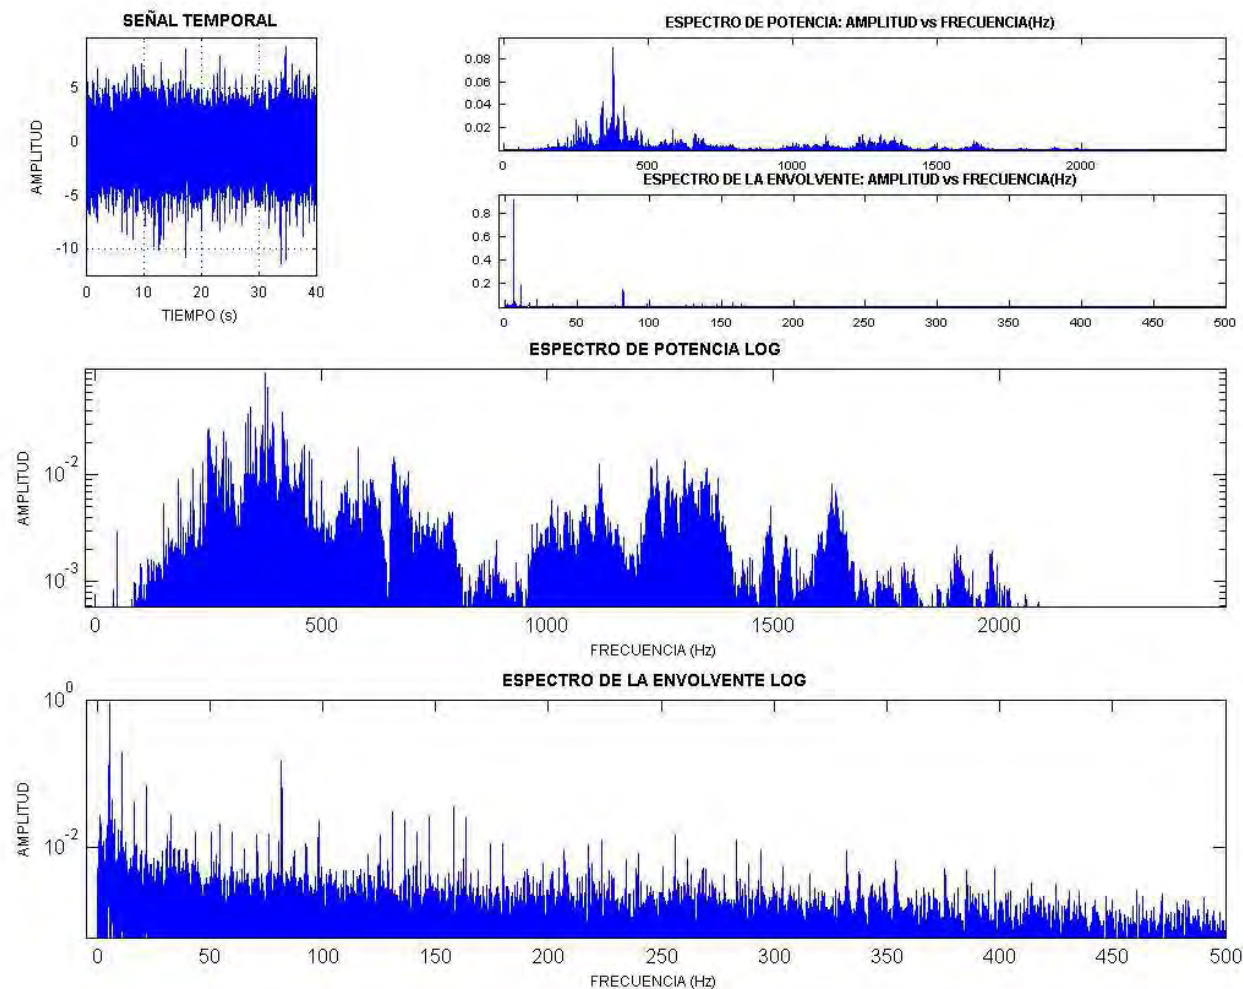 SEÑAL TEMPORAL
AMPLITUD
5
0
-5
-10
0 10 20 30 40
TIEMPO (s)
ESPECTRO DE POTENCIA: AMPLITUD vs FRECUENCIA(Hz)
0.08
0.06
0.04
0.02
0 500 1000 1500 2000
ESPECTRO DE LA ENVOLVENTE: AMPLITUD vs FRECUENCIA(Hz)
0.8
0.6
0.4
0.2
0 50 100 150 200 250 300 350 400 450 500
ESPECTRO DE POTENCIA LOG
AMPLITUD
10-2
10-3
0 500 1000 1500 2000
FRECUENCIA (Hz)
ESPECTRO DE LA ENVOLVENTE LOG
AMPLITUD
100
10-2
0 50 100 150 200 250 300 350 400 450 500
FRECUENCIA (Hz)